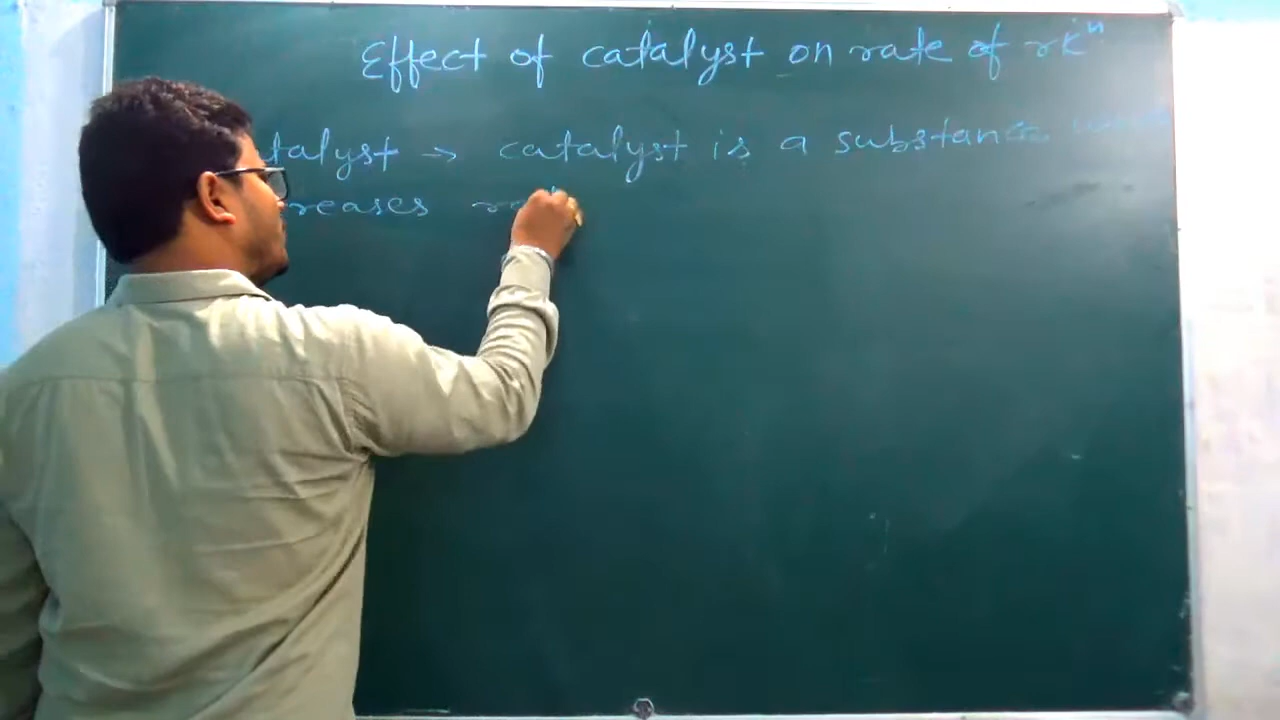 Effect of catalyst on rate of rxn
talyst → catalyst is a substance
reases